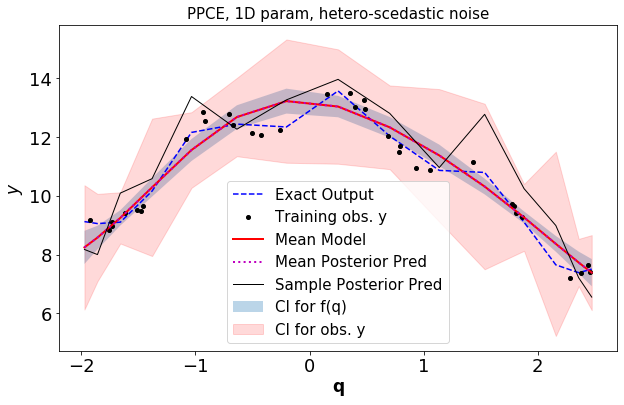 PPCE, 1D param, hetero-scedastic noise
y
14
12
10
8
6
Exact Output
Training obs. y
Mean Model
Mean Posterior Pred
Sample Posterior Pred
CI for f(q)
CI for obs. y
−2
−1
0
1
2
q